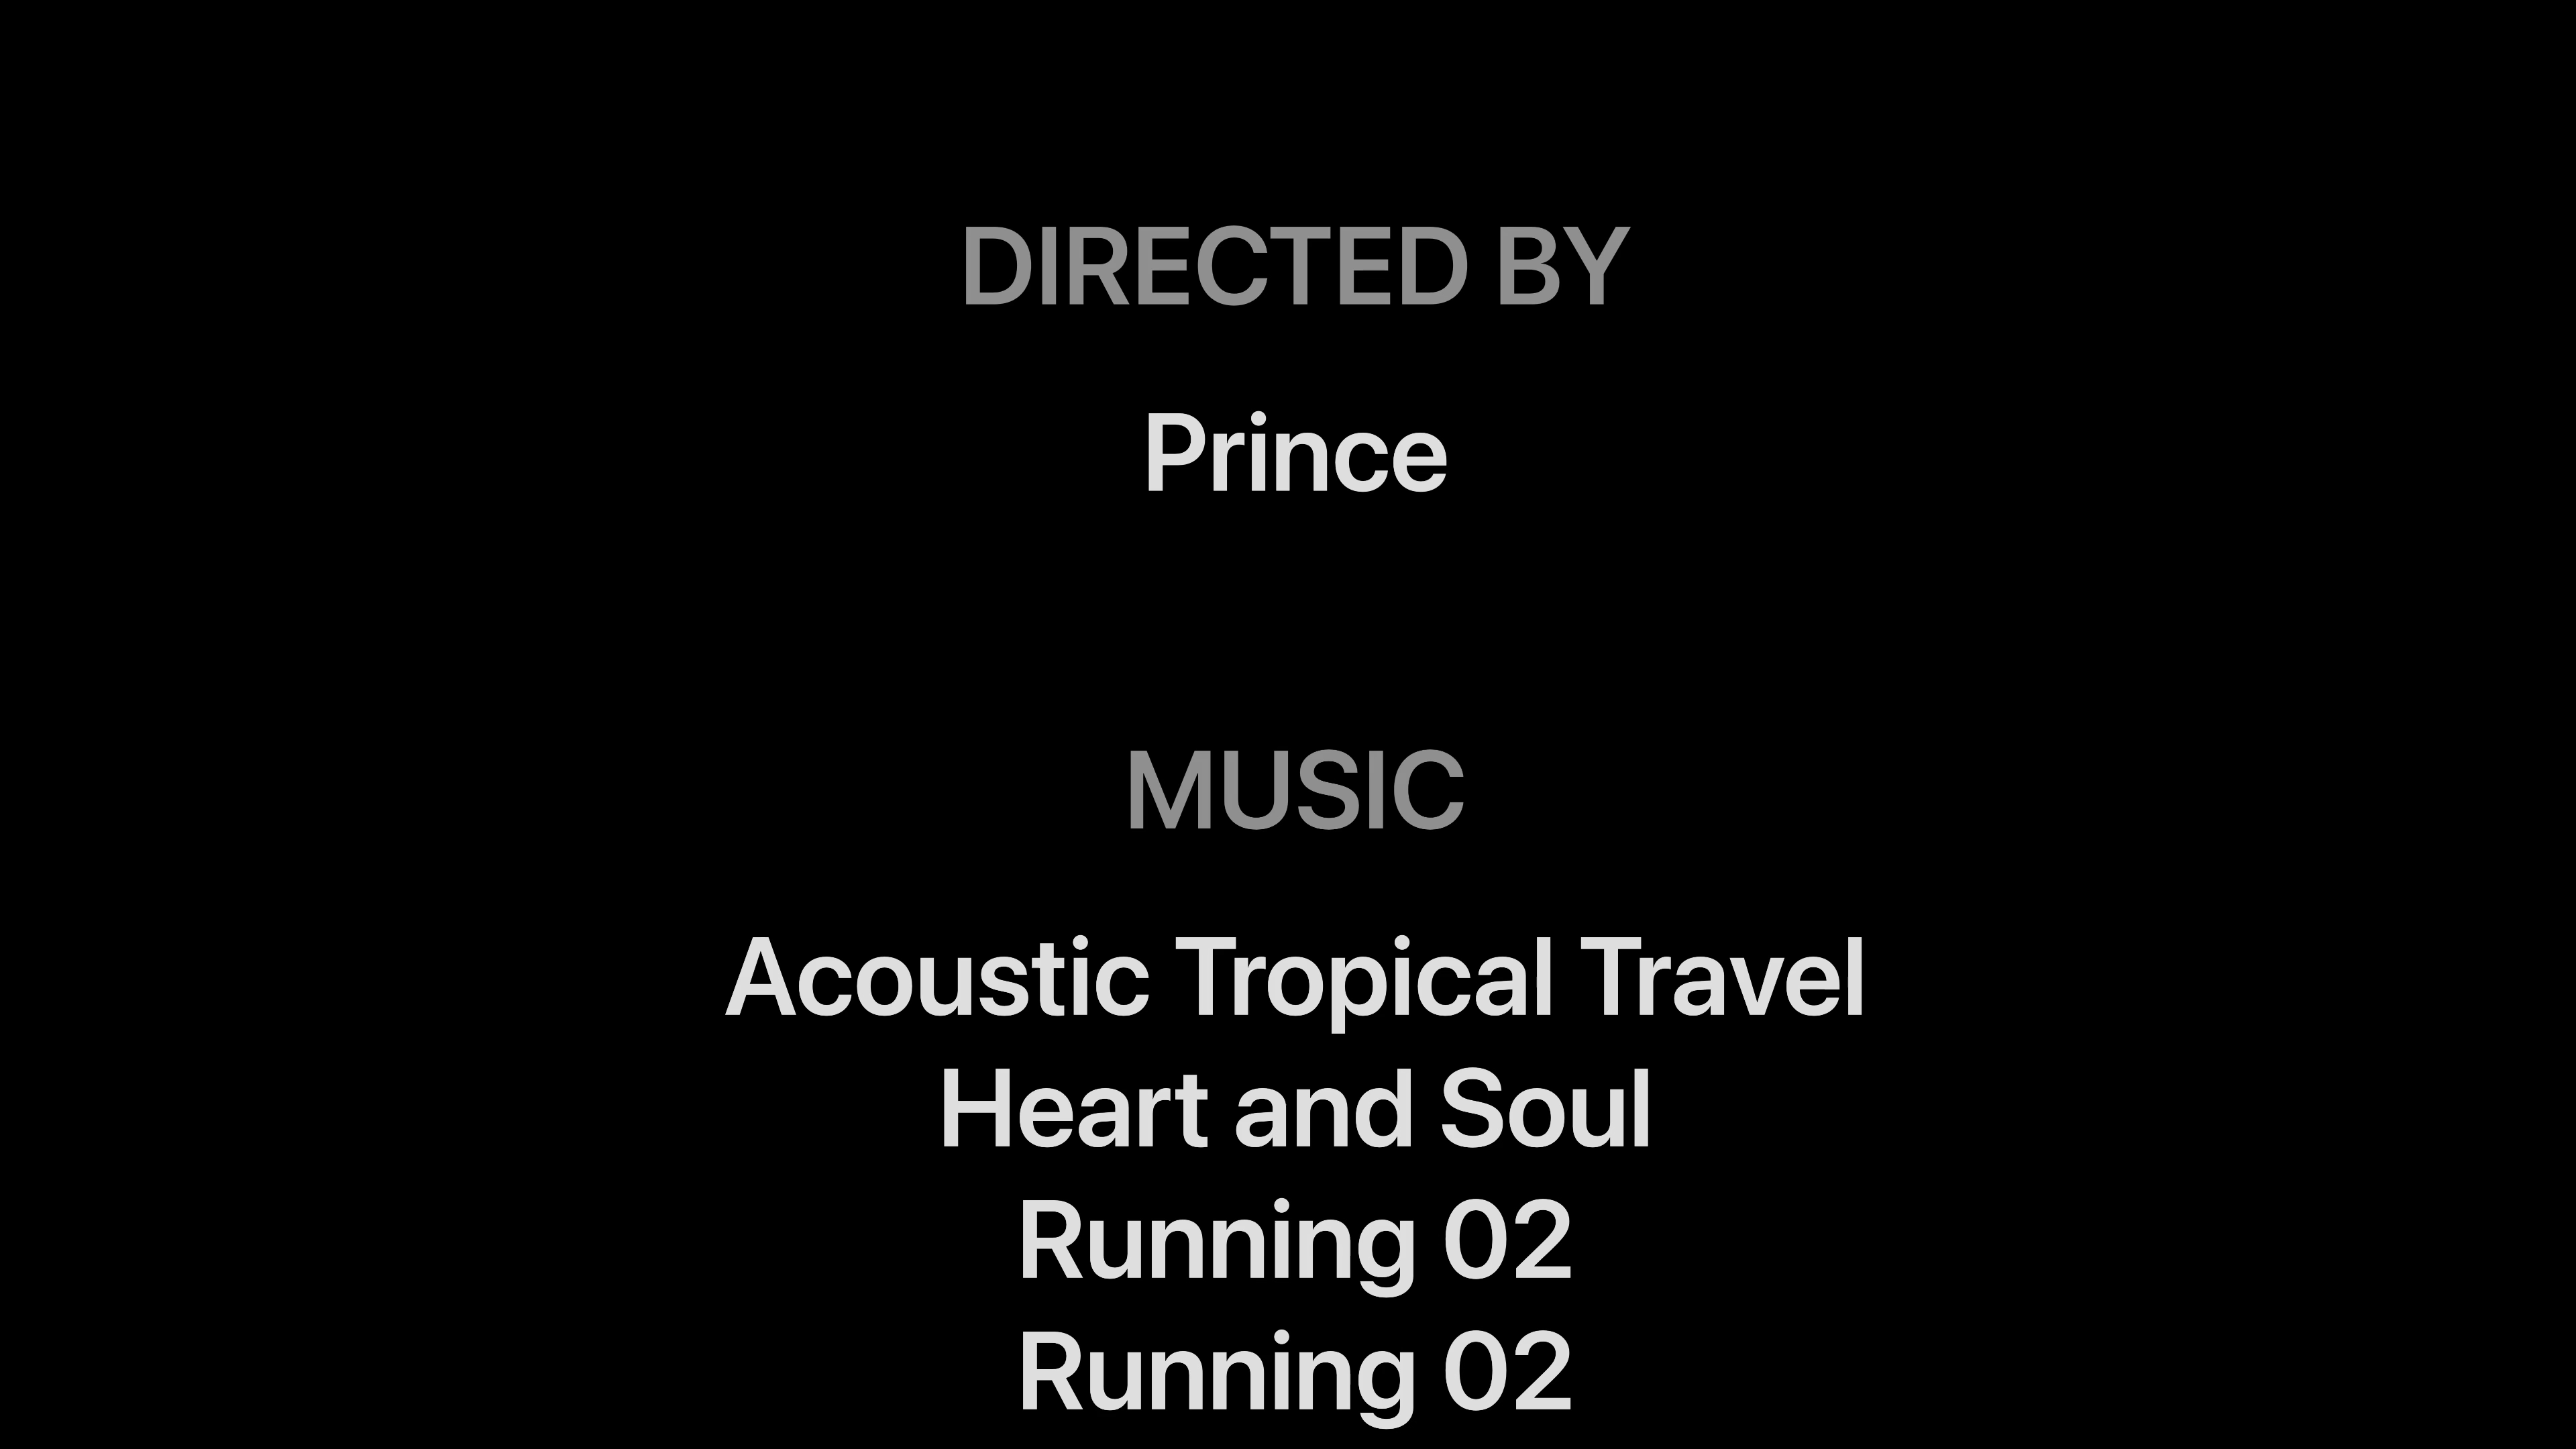 DIRECTED BY
Prince
MUSIC
Acoustic Tropical Travel
Heart and Soul
Running 02
Running 02